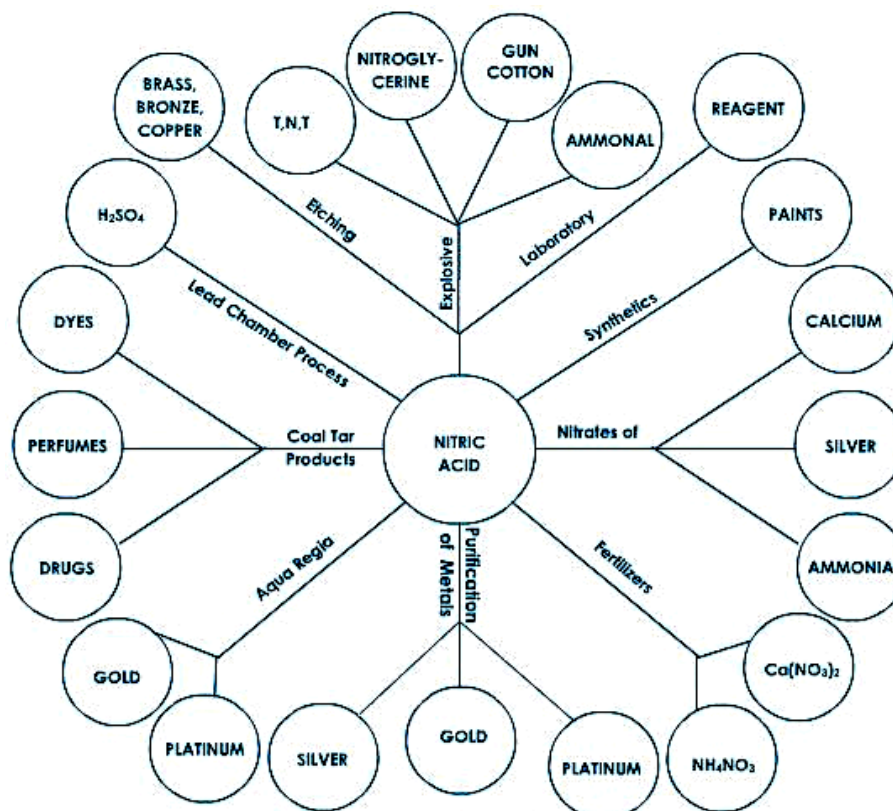 NITROGLY-
CERINE
GUN
COTTON
BRASS,
BRONZE,
COPPER
T,N,T
AMMONAL
REAGENT
H₂SO₄
Etching
Explosive
Laboratory
PAINTS
DYES
Lead Chamber Process
Synthetics
CALCIUM
PERFUMES
Coal Tar
Products
NITRIC
ACID
Nitrates of
SILVER
DRUGS
Aqua Regia
Purification
of Metals
Fertilizers
AMMONIA
GOLD
Ca(NO₃)₂
PLATINUM
SILVER
GOLD
PLATINUM
NH₄NO₃